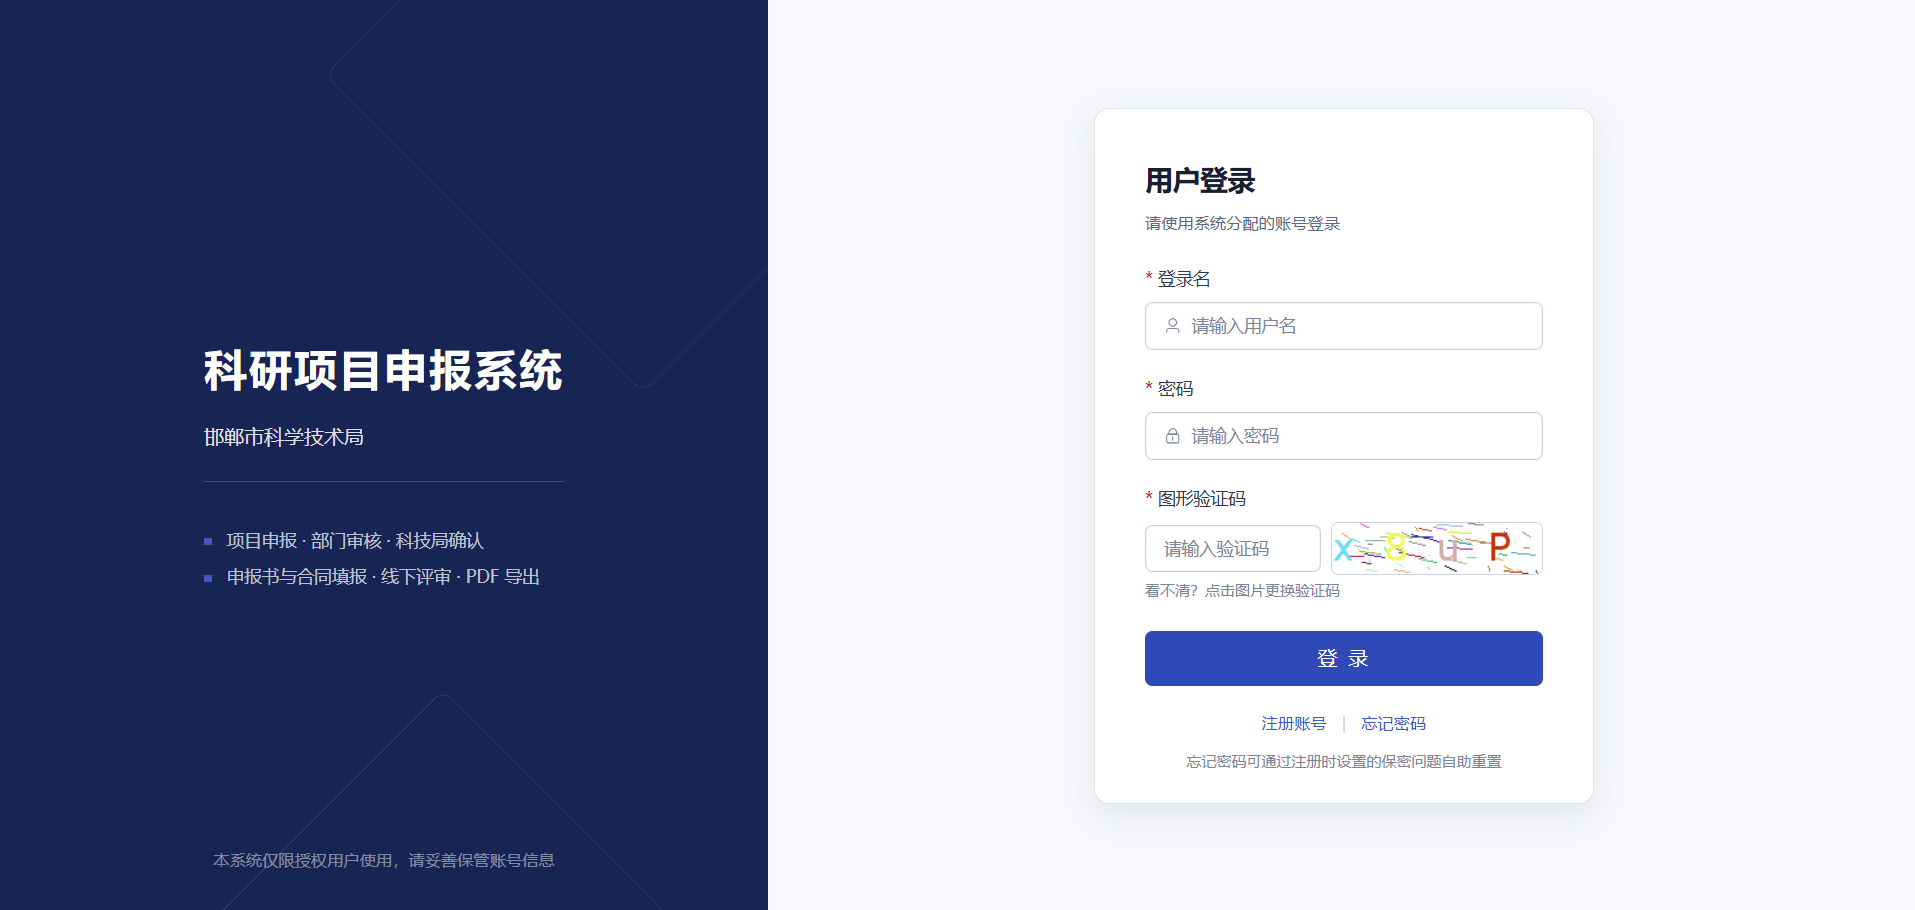 科研项目申报系统
邯郸市科学技术局
项目申报 · 部门审核 · 科技局确认
申报书与合同填报 · 线下评审 · PDF 导出
本系统仅限授权用户使用，请妥善保管账号信息
用户登录
请使用系统分配的账号登录
* 登录名
请输入用户名
* 密码
请输入密码
* 图形验证码
请输入验证码
x 8 u P
看不清？点击图片更换验证码
登 录
注册账号 | 忘记密码
忘记密码可通过注册时设置的保密问题自助重置